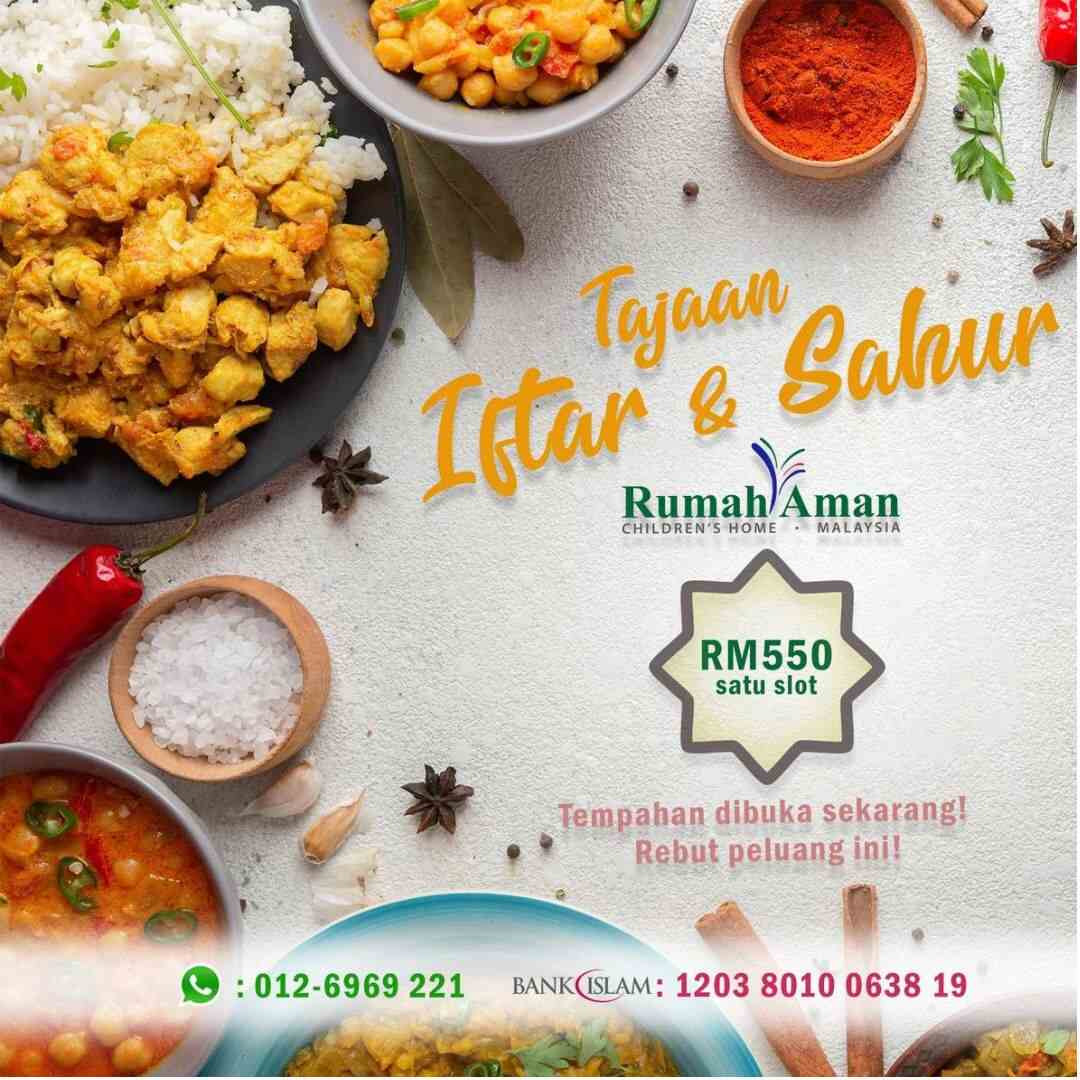 Tajaan
Iftar & Sahur
Rumah Aman
CHILDREN'S HOME · MALAYSIA
RM550
satu slot
Tempahan dibuka sekarang!
Rebut peluang ini!
: 012-6969 221
BANK ISLAM : 1203 8010 0638 19